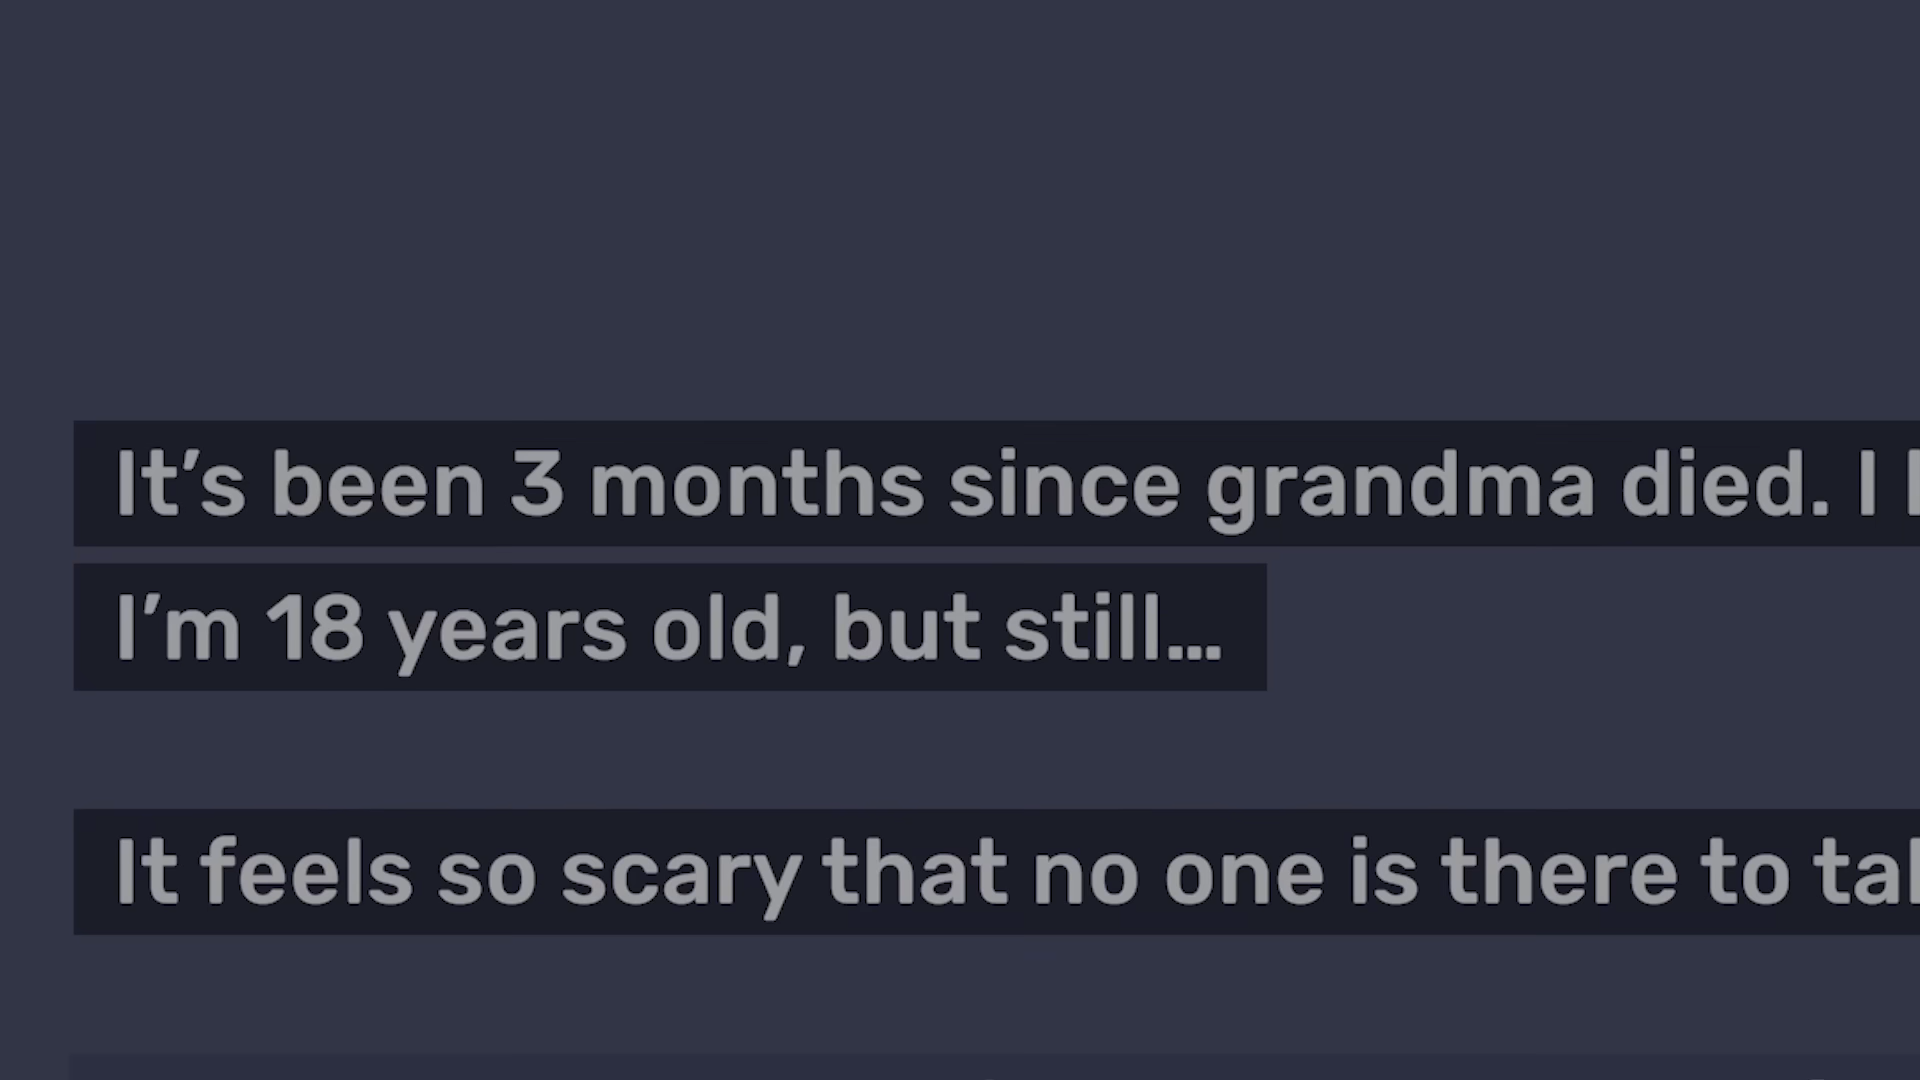 It’s been 3 months since grandma died. I
I’m 18 years old, but still…
It feels so scary that no one is there to